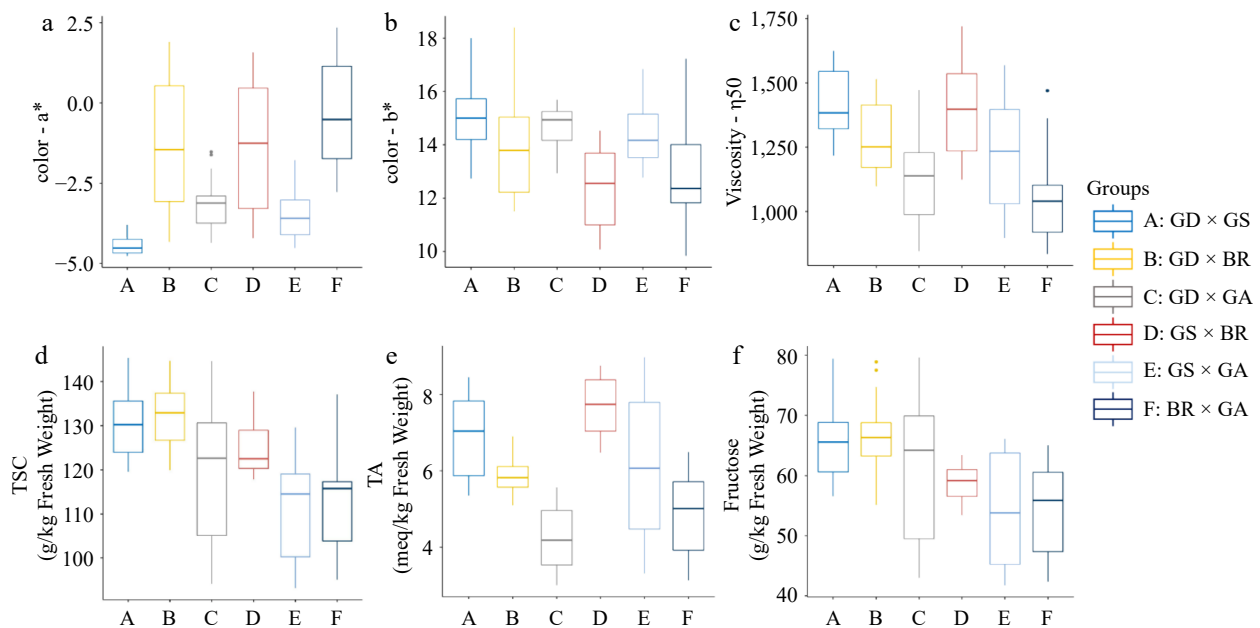 a
2.5
0.0
−2.5
−5.0
color - a*
A B C D E F
b
18
16
14
12
10
color - b*
A B C D E F
c
1,750
1,500
1,250
1,000
Viscosity - η50
A B C D E F
Groups
A: GD × GS
B: GD × BR
C: GD × GA
D: GS × BR
E: GS × GA
F: BR × GA
d
140
130
120
110
100
TSC
(g/kg Fresh Weight)
A B C D E F
e
8
6
4
TA
(meq/kg Fresh Weight)
A B C D E F
f
80
70
60
50
40
Fructose
(g/kg Fresh Weight)
A B C D E F